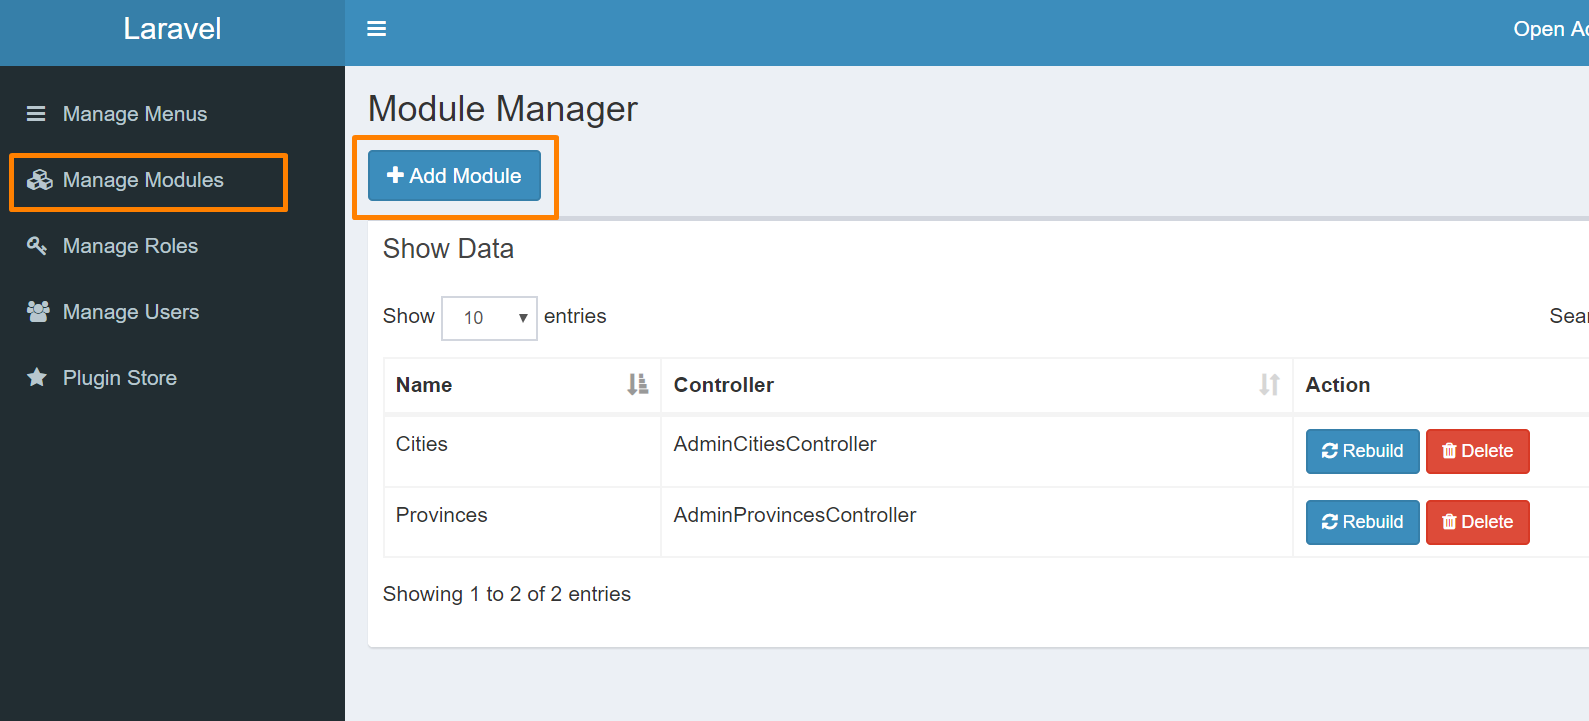 Laravel
Open Ac
Manage Menus
Manage Modules
Manage Roles
Manage Users
Plugin Store
Module Manager
Add Module
Show Data
Show 10 entries
Sear
Name Controller Action
Cities AdminCitiesController Rebuild Delete
Provinces AdminProvincesController Rebuild Delete
Showing 1 to 2 of 2 entries